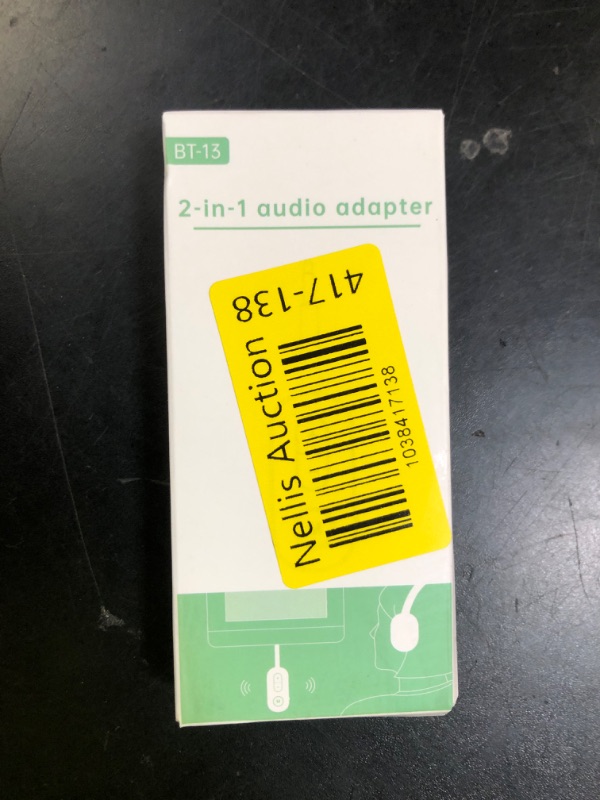 BT-13
2-in-1 audio adapter
417-138
Nellis Auction
1038417138